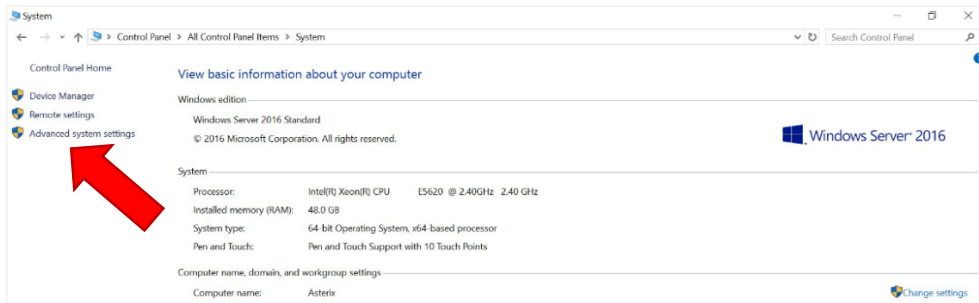 System
Control Panel > All Control Panel Items > System
Search Control Panel
Control Panel Home
Device Manager
Remote settings
Advanced system settings
View basic information about your computer
Windows edition
Windows Server 2016 Standard
© 2016 Microsoft Corporation. All rights reserved.
Windows Server® 2016
System
Processor: Intel(R) Xeon(R) CPU E5620 @ 2.40GHz 2.40 GHz
Installed memory (RAM): 48.0 GB
System type: 64-bit Operating System, x64-based processor
Pen and Touch: Pen and Touch Support with 10 Touch Points
Computer name, domain, and workgroup settings
Computer name: Asterix
Change settings